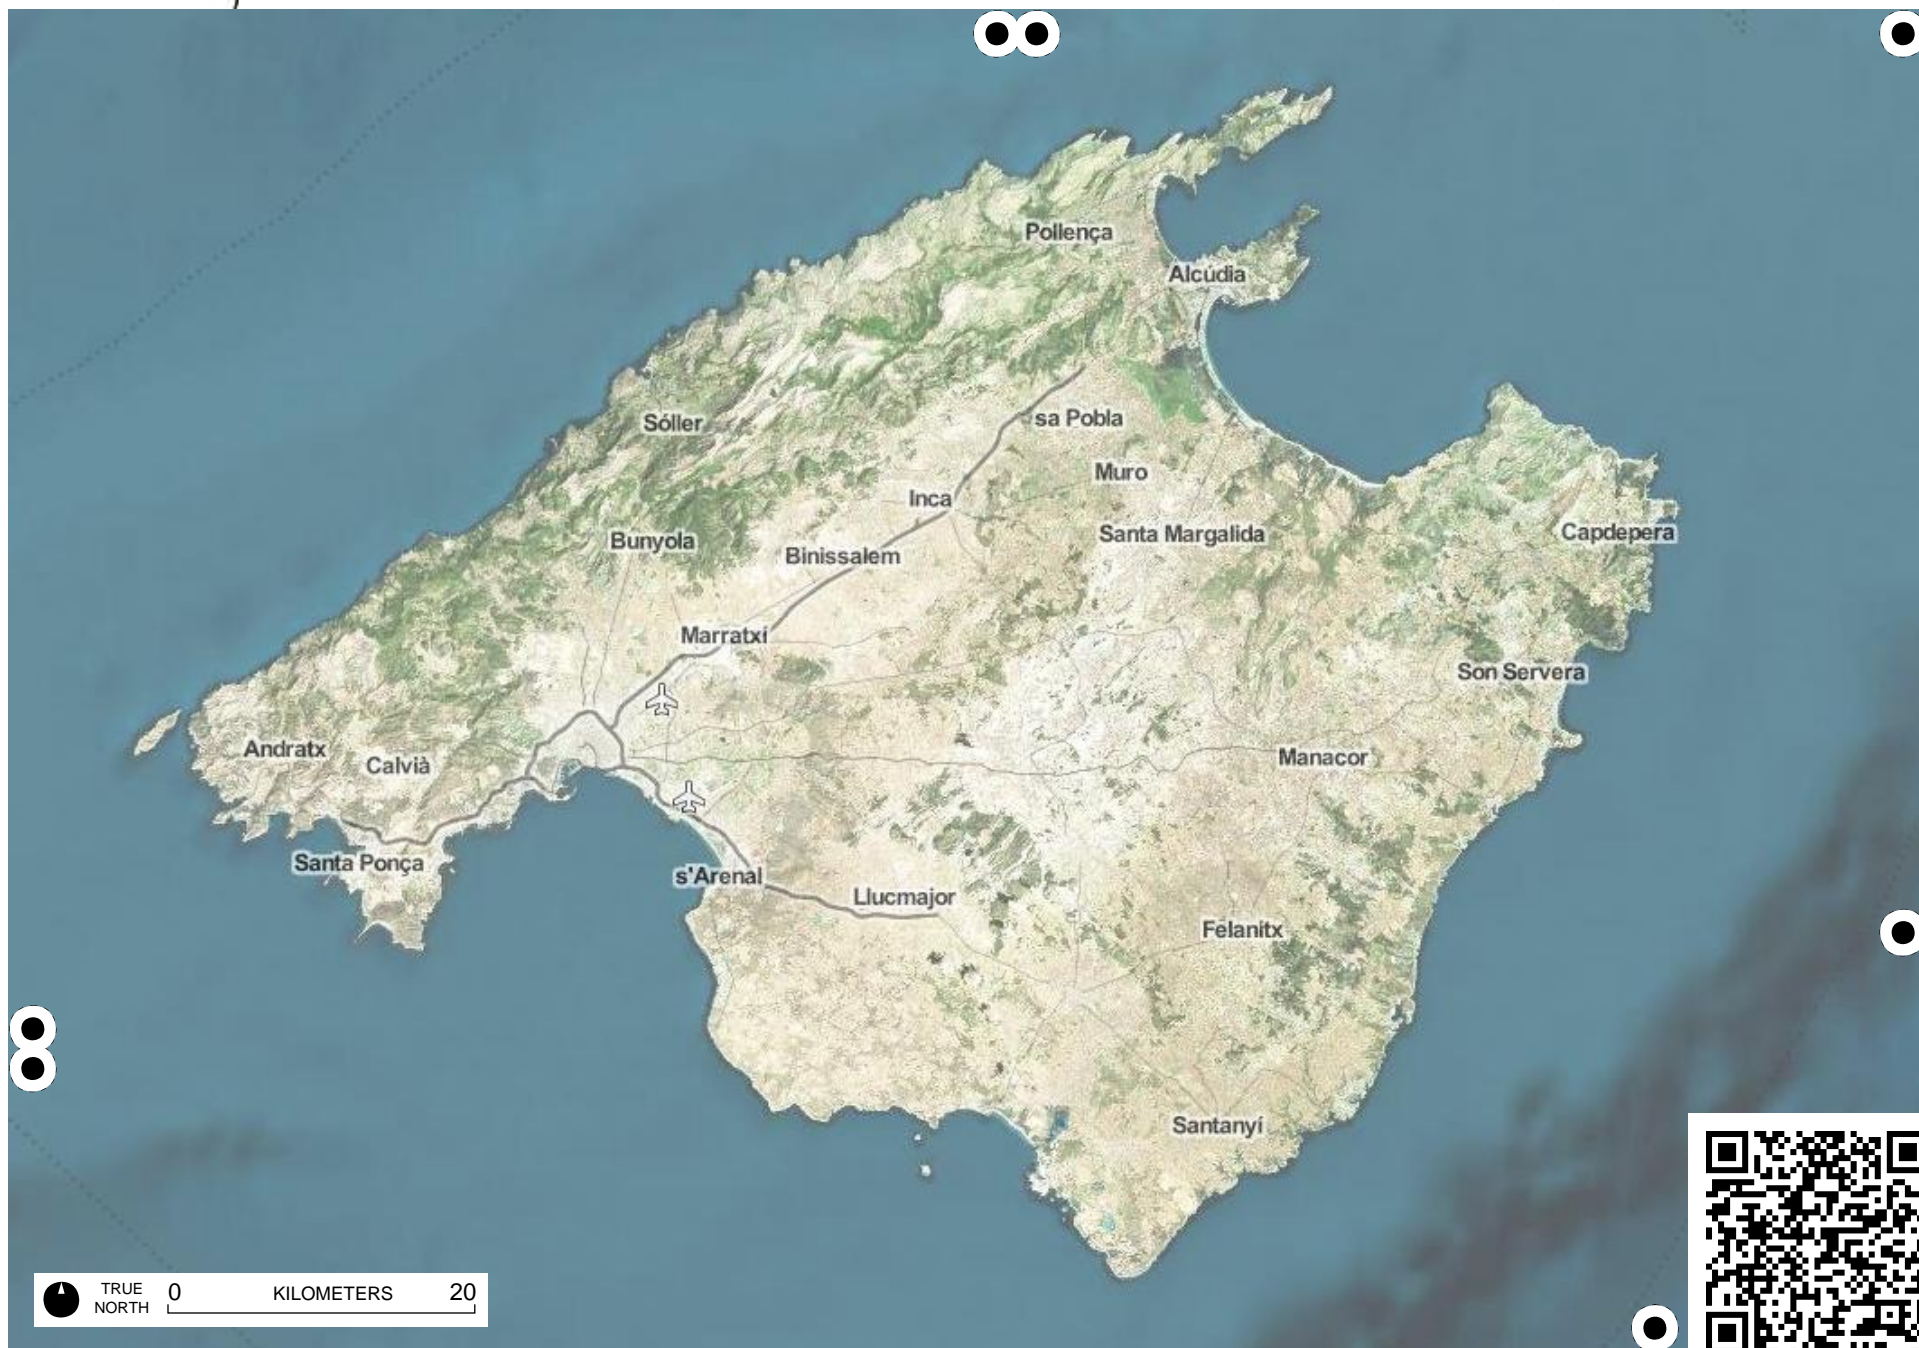 Pollença
Alcúdia
Sóller
sa Pobla
Muro
Inca
Santa Margalida
Capdepera
Bunyola
Binissalem
Marratxí
Son Servera
Andratx
Calvià
Manacor
Santa Ponça
s'Arenal
Llucmajor
Felanitx
Santanyí
TRUE NORTH
0 KILOMETERS 20